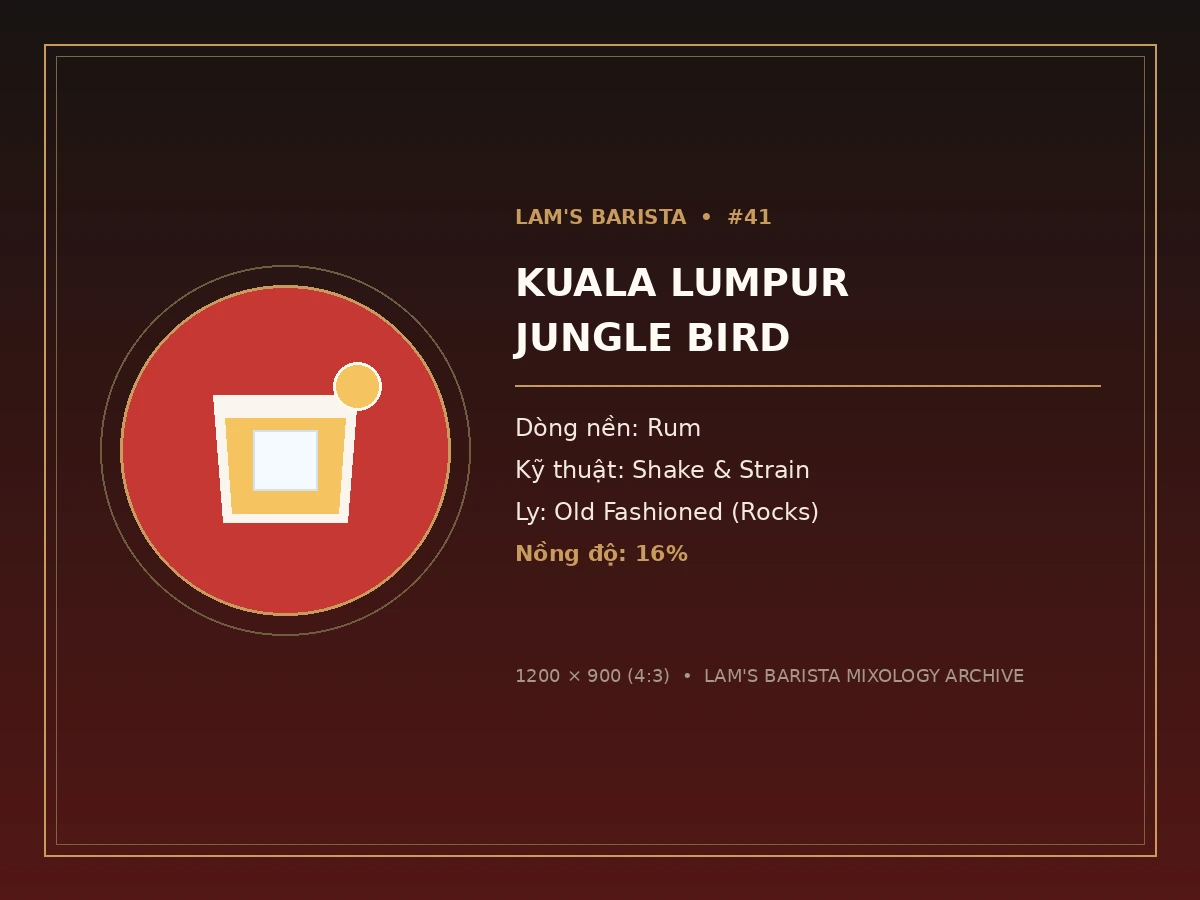 LAM'S BARISTA • #41
KUALA LUMPUR
JUNGLE BIRD
Dòng nền: Rum
Kỹ thuật: Shake & Strain
Ly: Old Fashioned (Rocks)
Nồng độ: 16%
1200 × 900 (4:3) • LAM'S BARISTA MIXOLOGY ARCHIVE